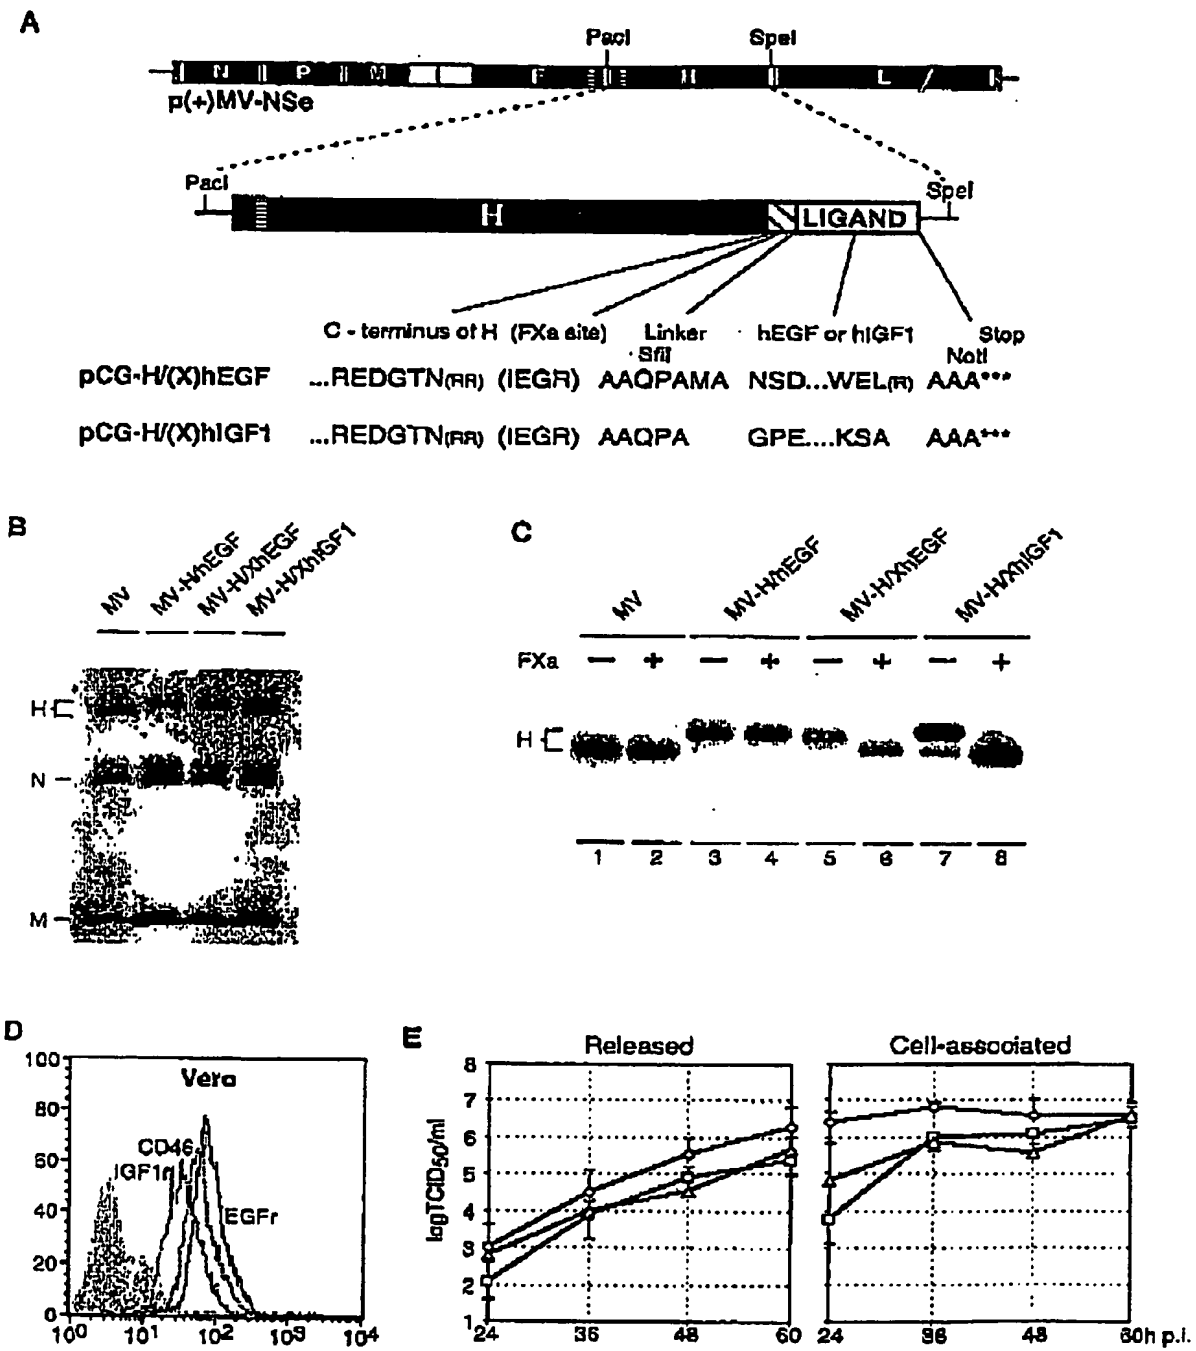 A
PacI SpeI
N P M F H L
p(+)MV-NSe
PacI SpeI
H LIGAND
C - terminus of H (FXa site) Linker hEGF or hIGF1 Stop
SfiI NotI
pCG-H/(X)hEGF ...REDGTN(RR) (IEGR) AAQPAMA NSD...WEL(R) AAA***
pCG-H/(X)hIGF1 ...REDGTN(RR) (IEGR) AAQPA GPE....KSA AAA***
B
MV MV-H/hEGF MV-H/XhEGF MV-H/XhIGF1
H
N
M
C
MV MV-H/hEGF MV-H/XhEGF MV-H/XhIGF1
FXa − + − + − + − +
H
1 2 3 4 5 6 7 8
D
Vero
100
80
60
40
20
0
CD46
IGF1r
EGFr
10⁰ 10¹ 10² 10³ 10⁴
E
Released Cell-associated
logTCID50/ml
8
7
6
5
4
3
2
1
24 36 48 60 24 36 48 60h p.i.